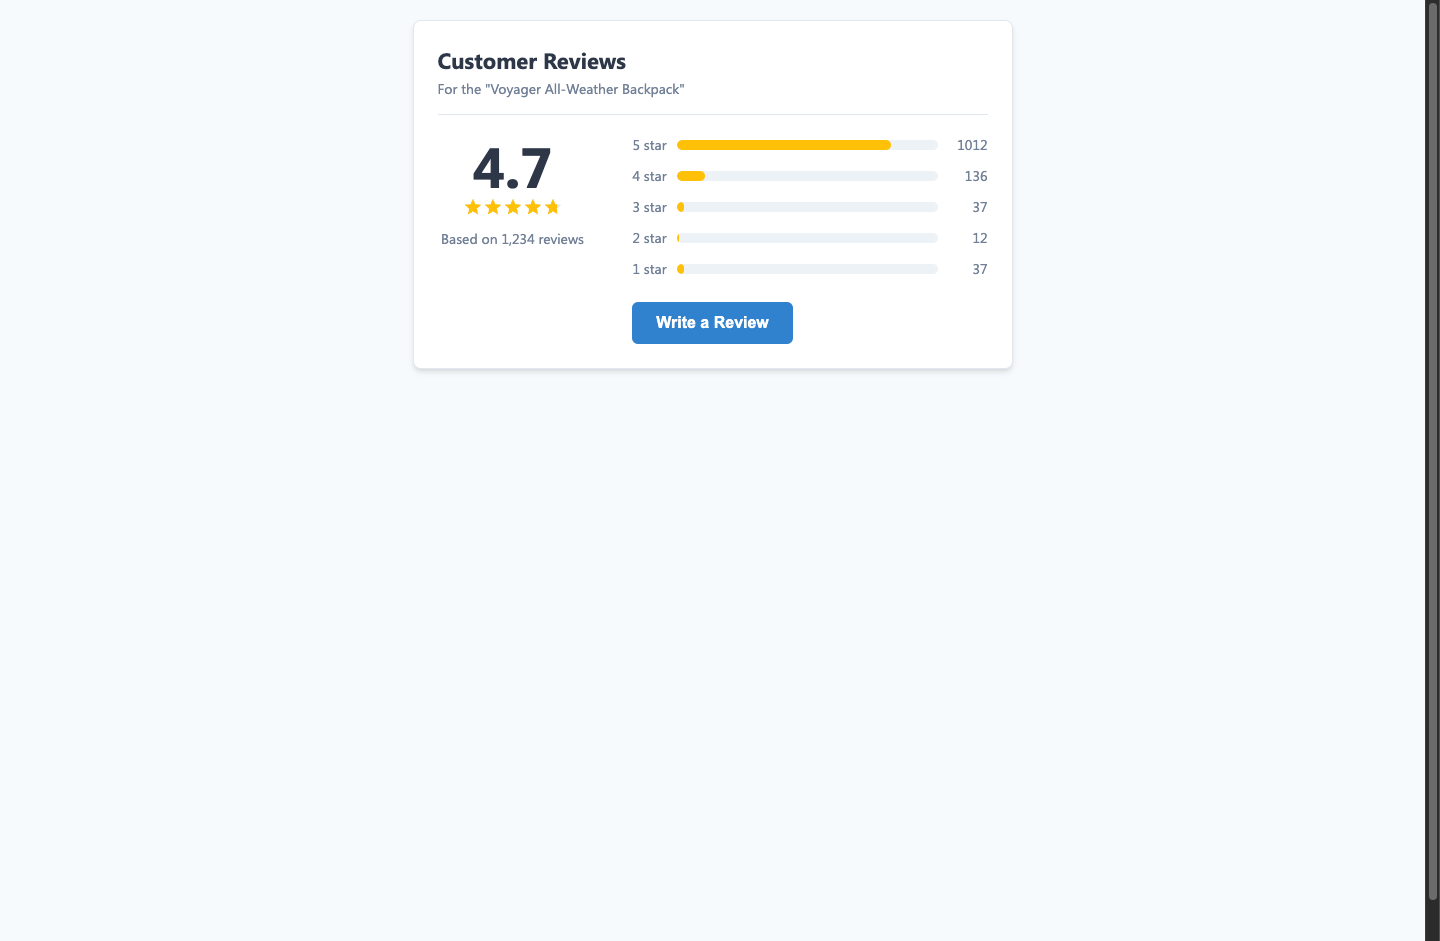 Customer Reviews
For the "Voyager All-Weather Backpack"
4.7
Based on 1,234 reviews
5 star 1012
4 star 136
3 star 37
2 star 12
1 star 37
Write a Review